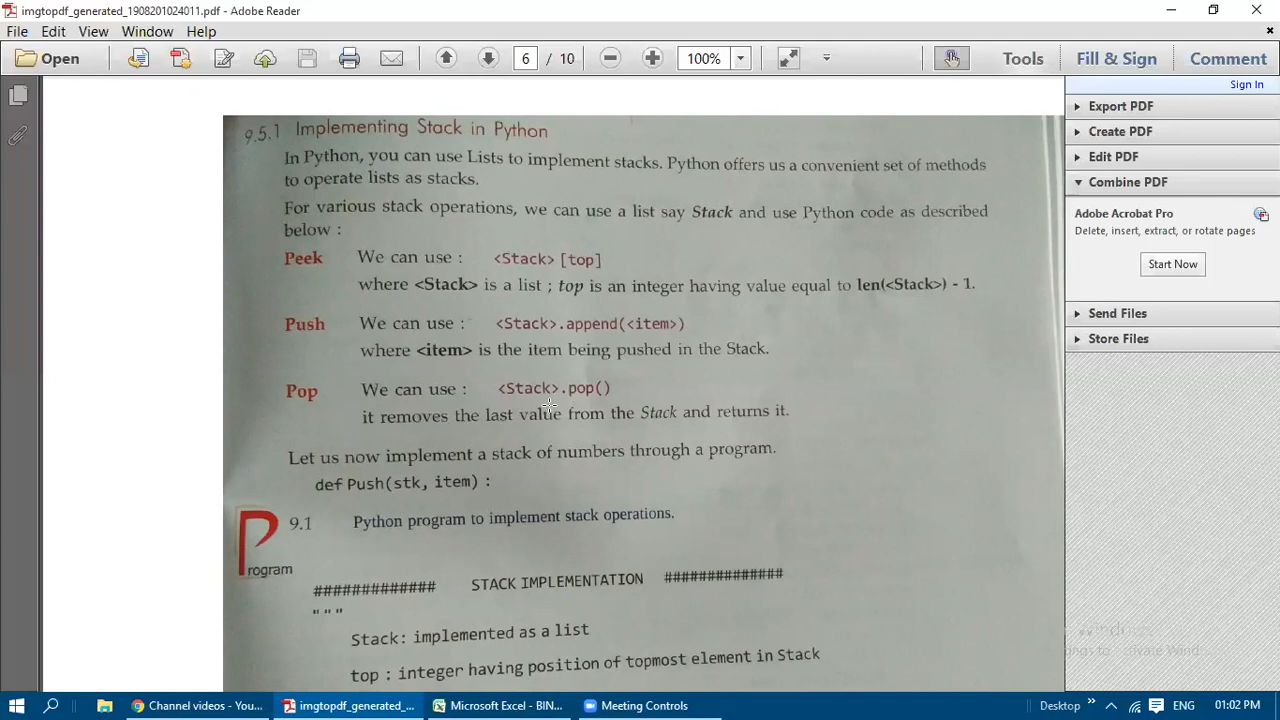 imgtopdf_generated_1908201024011.pdf - Adobe Reader
File Edit View Window Help
Open 6 / 10 100% Tools Fill & Sign Comment
Sign In
Export PDF
Create PDF
Edit PDF
Combine PDF
Adobe Acrobat Pro
Delete, insert, extract, or rotate pages
Start Now
Send Files
Store Files
9.5.1 Implementing Stack in Python
In Python, you can use Lists to implement stacks. Python offers us a convenient set of methods
to operate lists as stacks.
For various stack operations, we can use a list say Stack and use Python code as described
below :
Peek We can use : <Stack> [top]
where <Stack> is a list ; top is an integer having value equal to len(<Stack>) - 1.
Push We can use : <Stack>.append(<item>)
where <item> is the item being pushed in the Stack.
Pop We can use : <Stack>.pop()
it removes the last value from the Stack and returns it.
Let us now implement a stack of numbers through a program.
def Push(stk, item) :
Program 9.1 Python program to implement stack operations.
############# STACK IMPLEMENTATION ##############
"""
Stack: implemented as a list
top : integer having position of topmost element in Stack
Channel videos - You... imgtopdf_generated_... Microsoft Excel - BIN... Meeting Controls Desktop ENG 01:02 PM